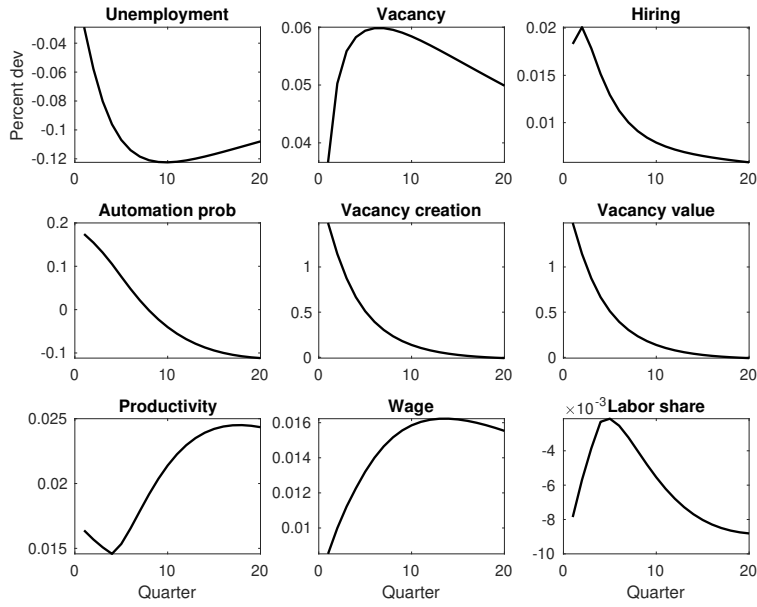 Unemployment
Vacancy
Hiring
Percent dev
-0.04
-0.06
-0.08
-0.1
-0.12
0 10 20
0.06
0.05
0.04
0 10 20
0.02
0.015
0.01
0 10 20
Automation prob
Vacancy creation
Vacancy value
0.2
0.1
0
-0.1
0 10 20
1
0.5
0
0 10 20
1
0.5
0
0 10 20
Productivity
Wage
Labor share
0.025
0.02
0.015
0 10 20
Quarter
0.016
0.014
0.012
0.01
0 10 20
Quarter
×10^-3
-4
-6
-8
-10
0 10 20
Quarter